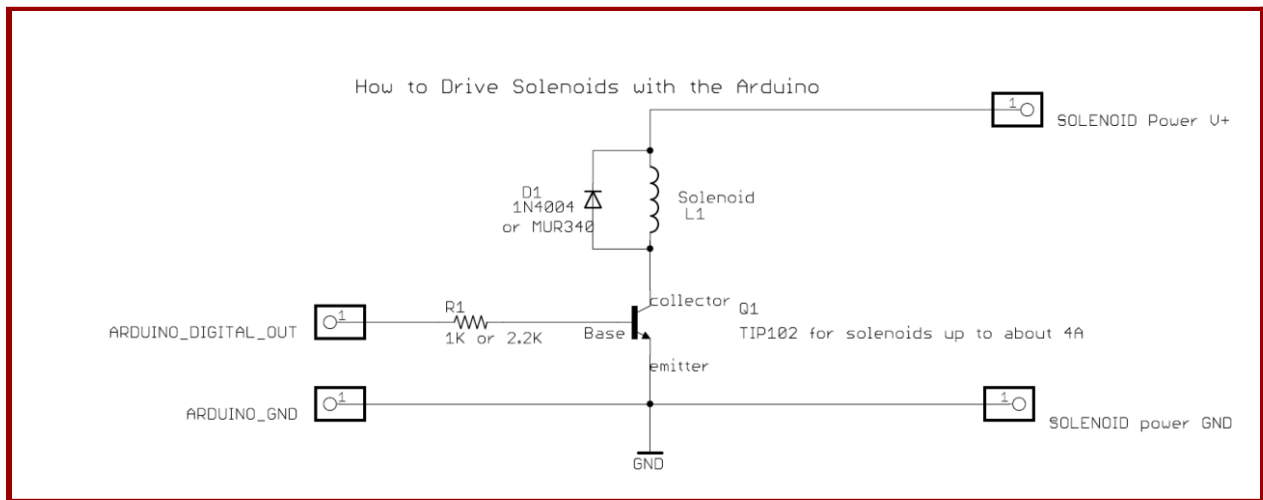 How to Drive Solenoids with the Arduino
1
SOLENOID Power V+
D1
1N4004
or MUR340
Solenoid
L1
collector
Q1
R1
1
ARDUINO_DIGITAL_OUT
1K or 2.2K
Base
TIP102 for solenoids up to about 4A
emitter
1
ARDUINO_GND
1
SOLENOID power GND
GND